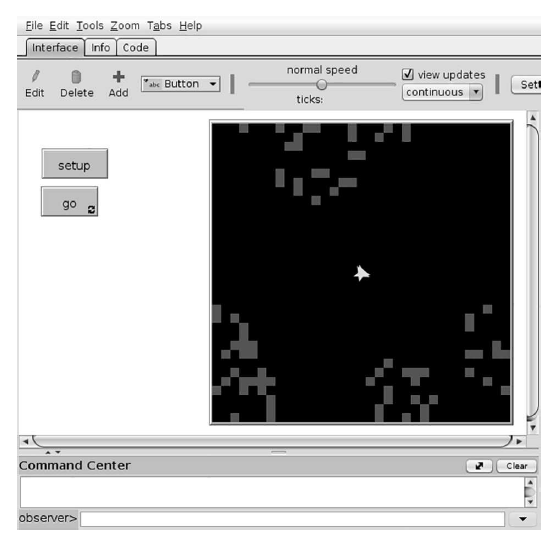 File Edit Tools Zoom Tabs Help
Interface Info Code
normal speed
view updates
Edit Delete Add abc Button
ticks:
continuous
setup
go
Command Center
Clear
observer>